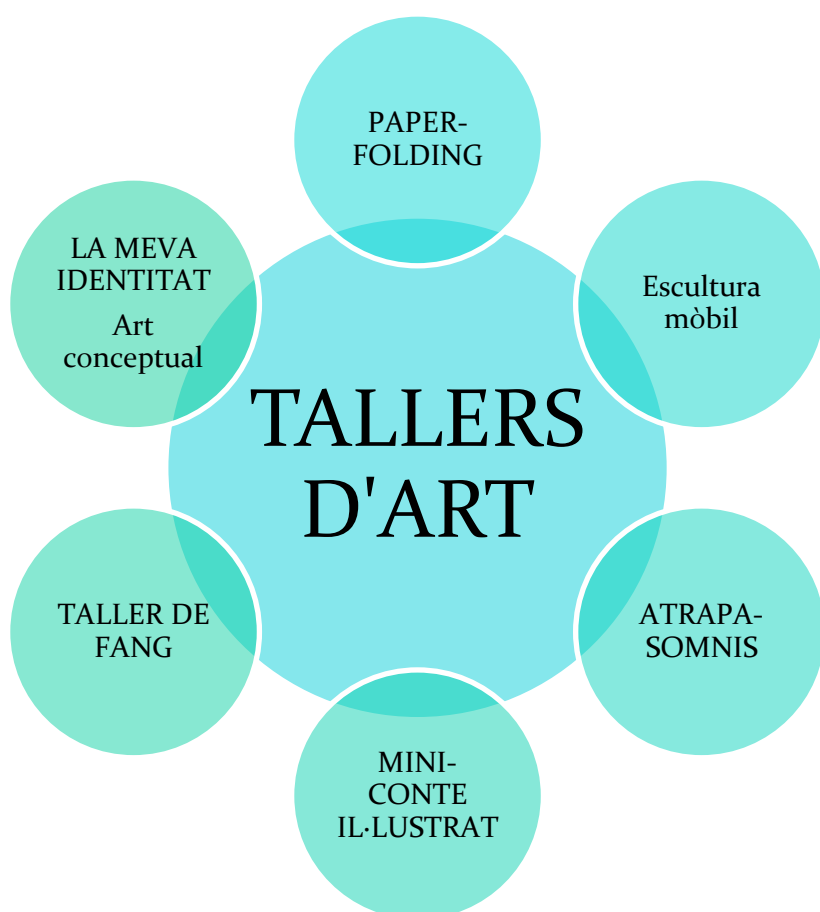 PAPER-
FOLDING
LA MEVA
IDENTITAT
Art
conceptual
Escultura
mòbil
TALLERS
D'ART
TALLER DE
FANG
ATRAPA-
SOMNIS
MINI-
CONTE
IL·LUSTRAT